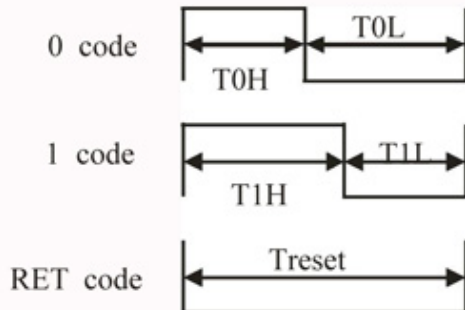 0 code
T0H
T0L
1 code
T1H
T1L
RET code
Treset